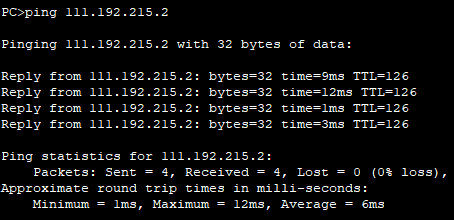 PC>ping 111.192.215.2
Pinging 111.192.215.2 with 32 bytes of data:
Reply from 111.192.215.2: bytes=32 time=9ms TTL=126
Reply from 111.192.215.2: bytes=32 time=12ms TTL=126
Reply from 111.192.215.2: bytes=32 time=1ms TTL=126
Reply from 111.192.215.2: bytes=32 time=3ms TTL=126
Ping statistics for 111.192.215.2:
Packets: Sent = 4, Received = 4, Lost = 0 (0% loss),
Approximate round trip times in milli-seconds:
Minimum = 1ms, Maximum = 12ms, Average = 6ms